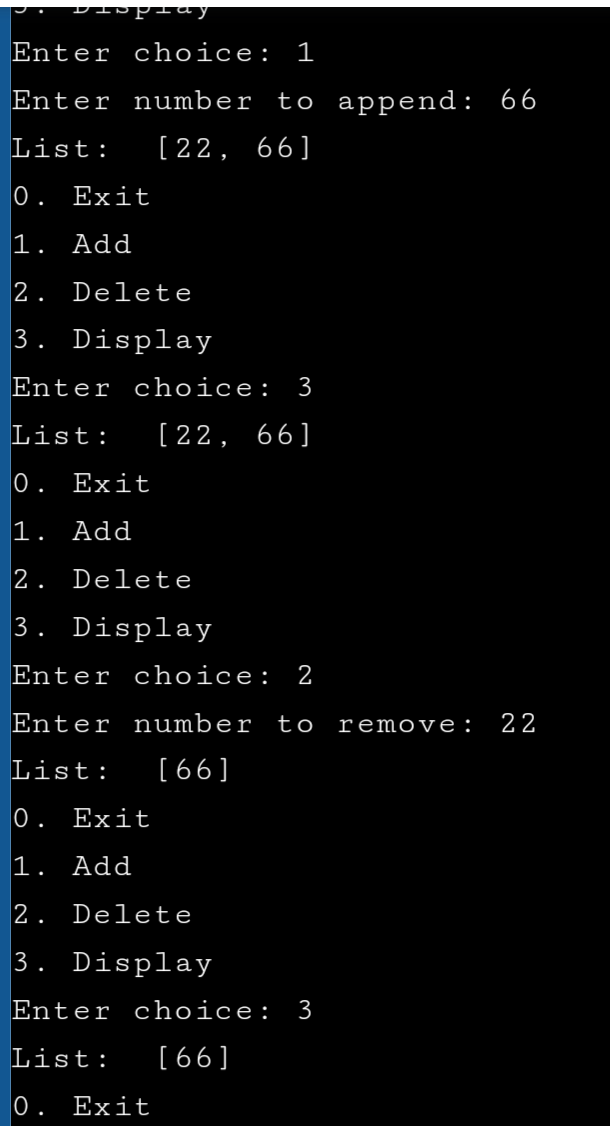 3. Display
Enter choice: 1
Enter number to append: 66
List:  [22, 66]
0. Exit
1. Add
2. Delete
3. Display
Enter choice: 3
List:  [22, 66]
0. Exit
1. Add
2. Delete
3. Display
Enter choice: 2
Enter number to remove: 22
List:  [66]
0. Exit
1. Add
2. Delete
3. Display
Enter choice: 3
List:  [66]
0. Exit